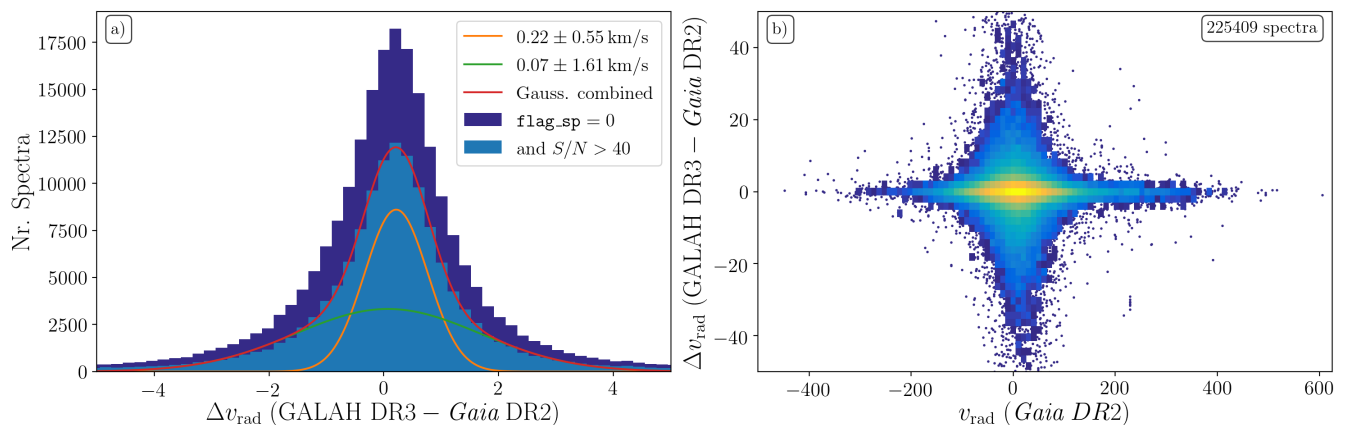 a)
0.22 ± 0.55 km/s
0.07 ± 1.61 km/s
Gauss. combined
flag_sp = 0
and S/N > 40
17500
15000
12500
10000
7500
5000
2500
0
Nr. Spectra
−4 −2 0 2 4
Δv_rad (GALAH DR3 − Gaia DR2)
b)
225409 spectra
40
20
0
−20
−40
Δv_rad (GALAH DR3 − Gaia DR2)
−400 −200 0 200 400 600
v_rad (Gaia DR2)